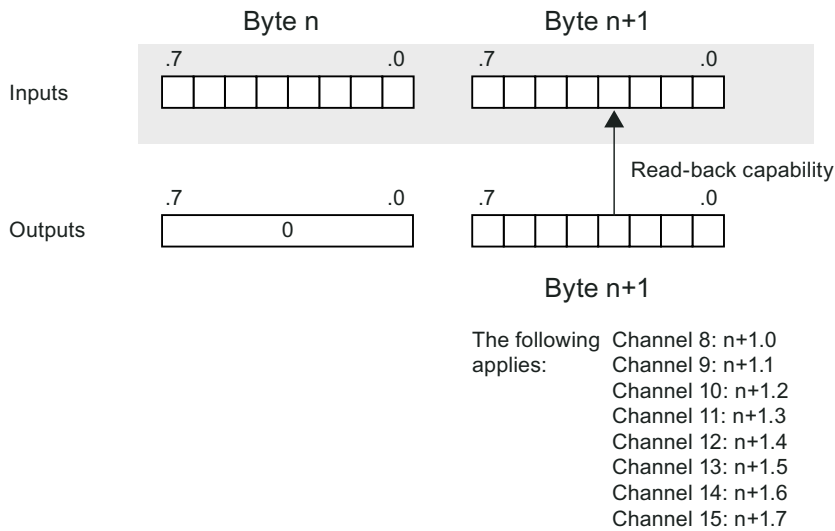 Byte n Byte n+1
.7 .0 .7 .0
Inputs
Read-back capability
.7 .0 .7 .0
Outputs 0
Byte n+1
The following Channel 8: n+1.0
applies: Channel 9: n+1.1
Channel 10: n+1.2
Channel 11: n+1.3
Channel 12: n+1.4
Channel 13: n+1.5
Channel 14: n+1.6
Channel 15: n+1.7